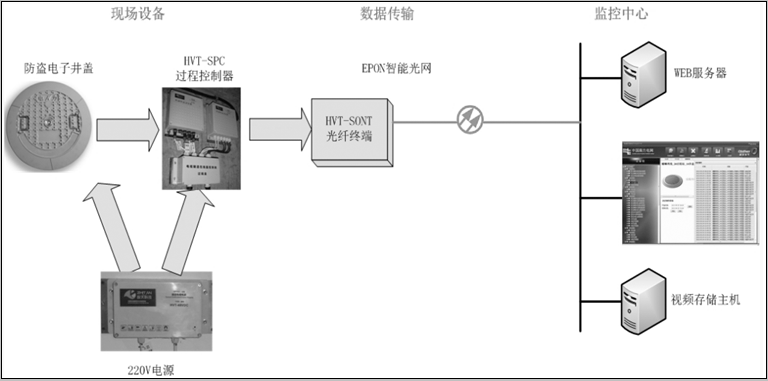 现场设备
数据传输
监控中心
防盗电子井盖
HVT-SPC
过程控制器
EPON智能光网
HVT-SONT
光纤终端
WEB服务器
视频存储主机
220V电源